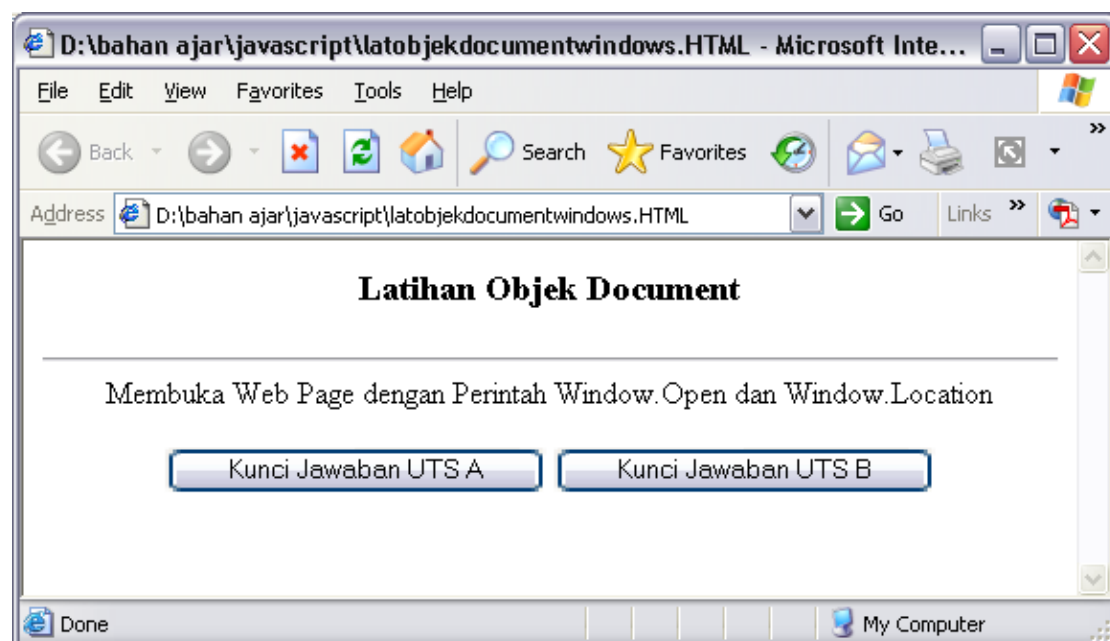 D:\bahan ajar\javascript\latobjekdocumentwindows.HTML - Microsoft Inte...
File Edit View Favorites Tools Help
Back Search Favorites »
Address D:\bahan ajar\javascript\latobjekdocumentwindows.HTML Go Links »
Latihan Objek Document
Membuka Web Page dengan Perintah Window.Open dan Window.Location
Kunci Jawaban UTS A Kunci Jawaban UTS B
Done My Computer